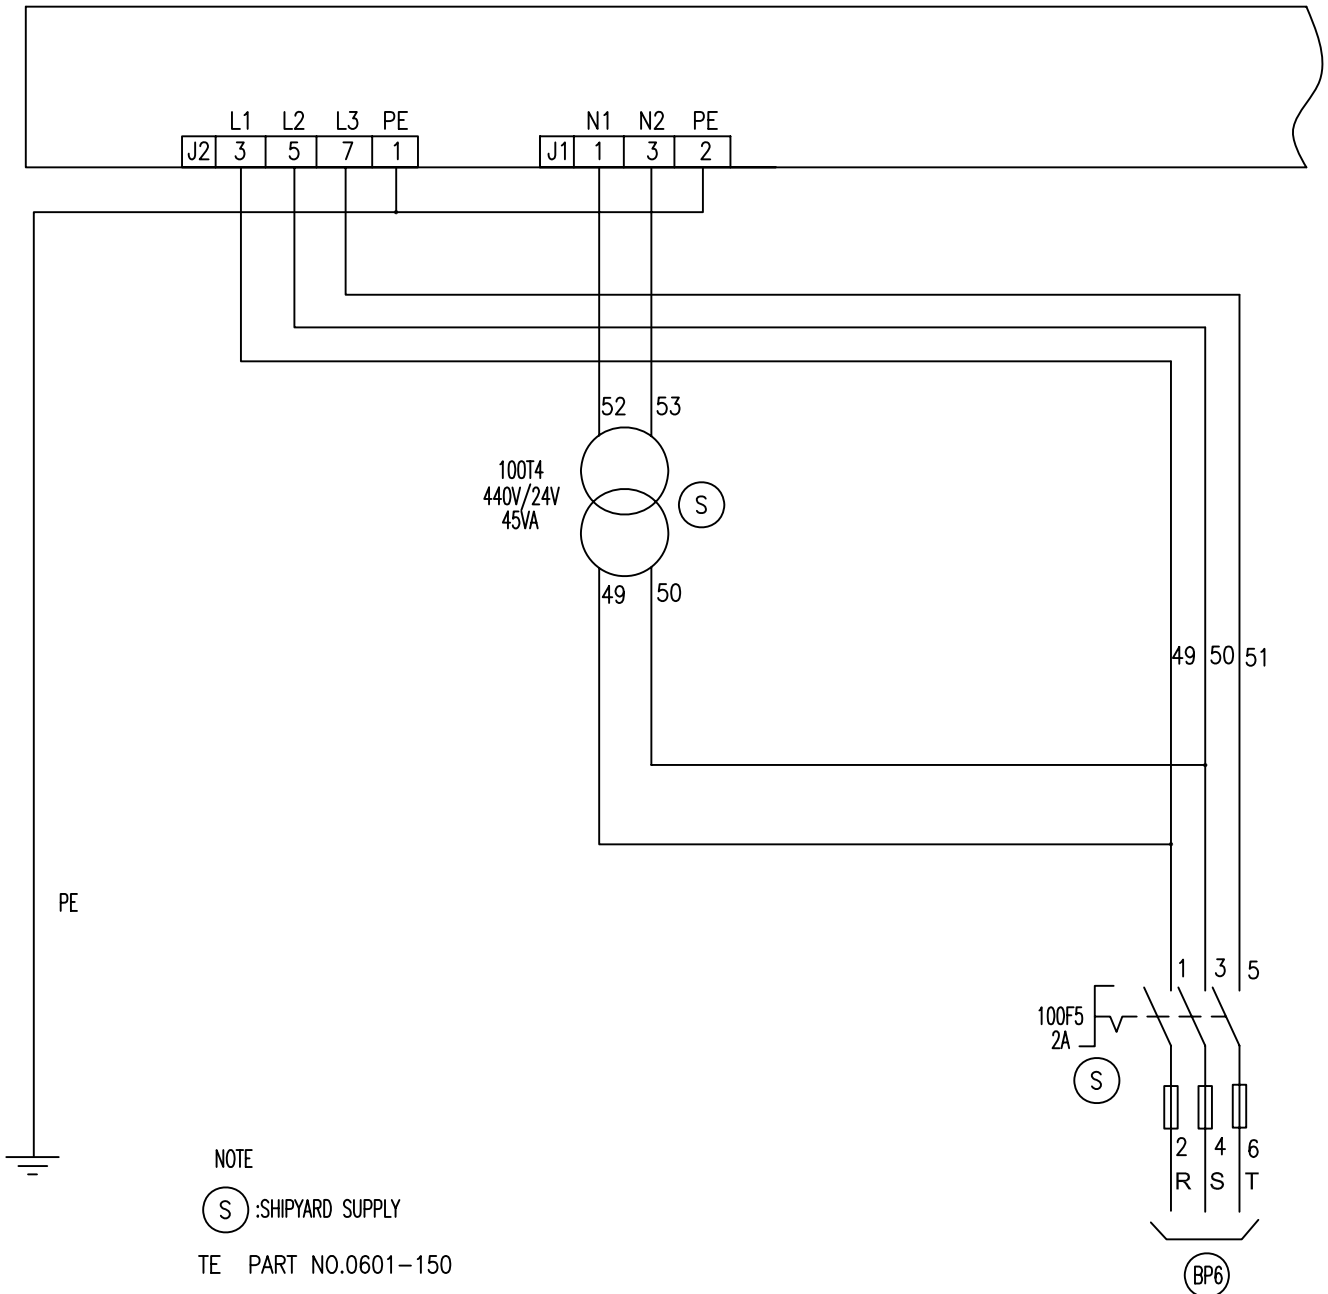 L1 L2 L3 PE N1 N2 PE
J2 3 5 7 1 J1 1 3 2
52 53
100T4
440V/24V
45VA
S
49 50
49 50 51
PE
1 3 5
100F5
2A
S
2 4 6
R S T
BP6
NOTE
S :SHIPYARD SUPPLY
TE PART NO.0601-150